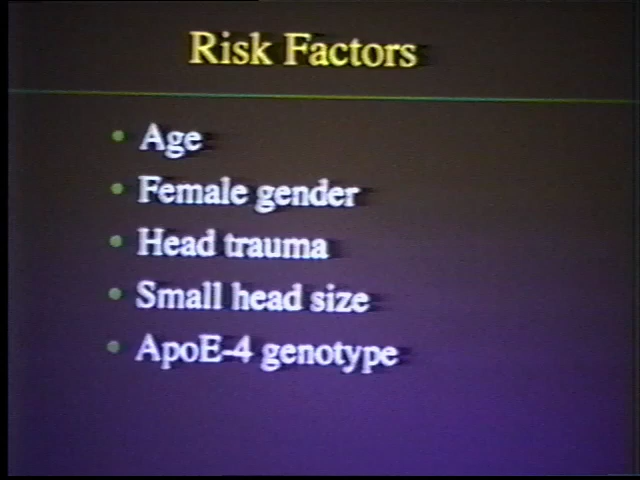 Risk Factors
• Age
• Female gender
• Head trauma
• Small head size
• ApoE-4 genotype